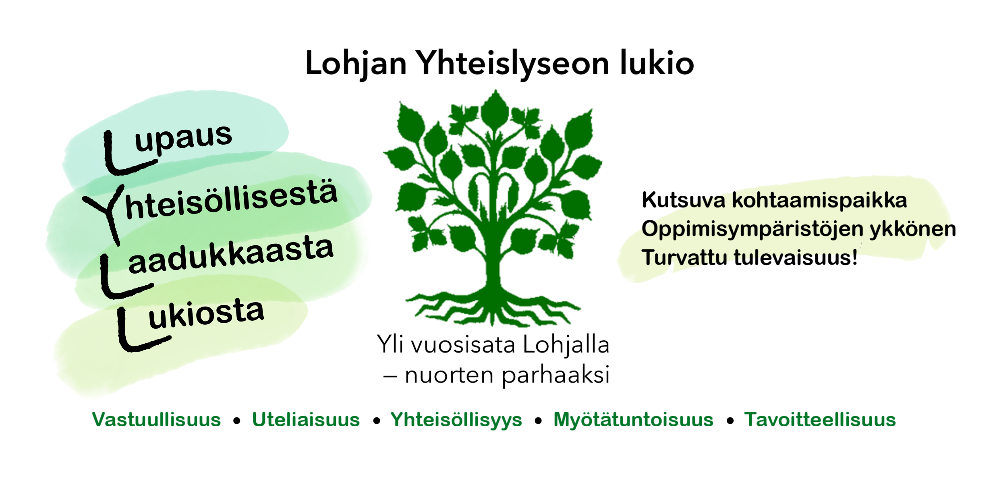 Lohjan Yhteislyseon lukio
Lupaus
Yhteisöllisestä
Laadukkaasta
Lukiosta
Kutsuva kohtaamispaikka
Oppimisympäristöjen ykkönen
Turvattu tulevaisuus!
Yli vuosisata Lohjalla
– nuorten parhaaksi
Vastuullisuus • Uteliaisuus • Yhteisöllisyys • Myötätuntoisuus • Tavoitteellisuus